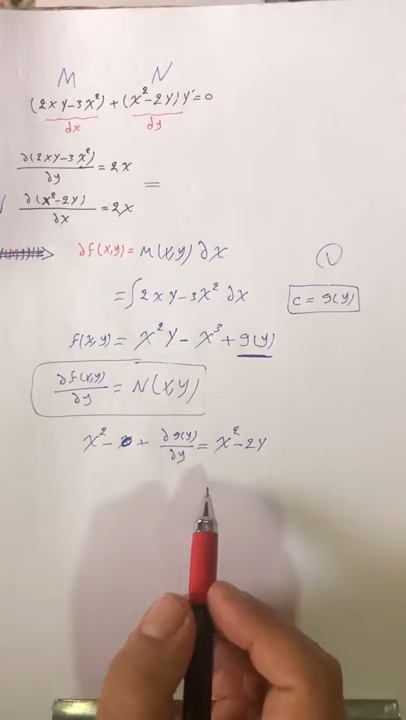 M N
(2xy-3x²)+(x²-2y)y'=0
dx dy
∂(2xy-3x²)/∂y = 2x
=
∂(x²-2y)/∂x = 2x
∂f(x,y) = M(x,y)∂x
=∫2xy-3x² ∂x
c = g(y)
f(x,y) = x²y - x³ + g(y)
∂f(x,y)/∂y = N(x,y)
x² - 0 + ∂g(y)/∂y = x² - 2y